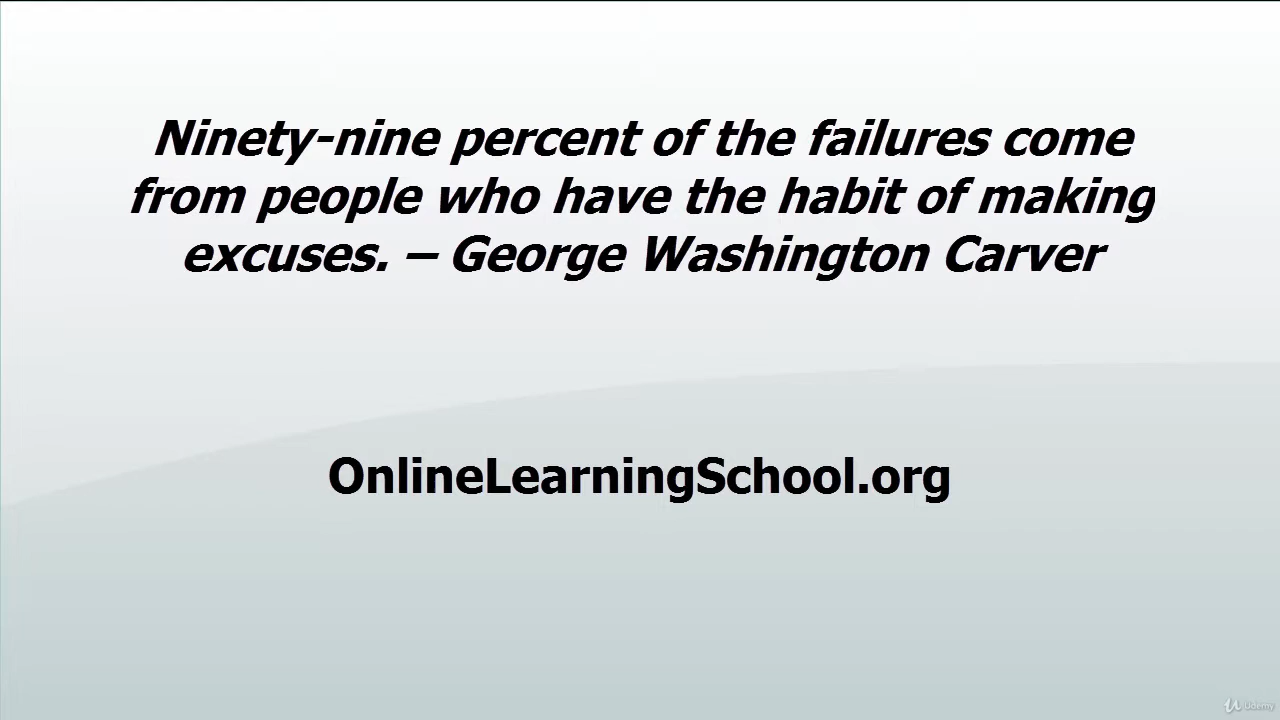 Ninety-nine percent of the failures come
from people who have the habit of making
excuses. – George Washington Carver
OnlineLearningSchool.org
Udemy